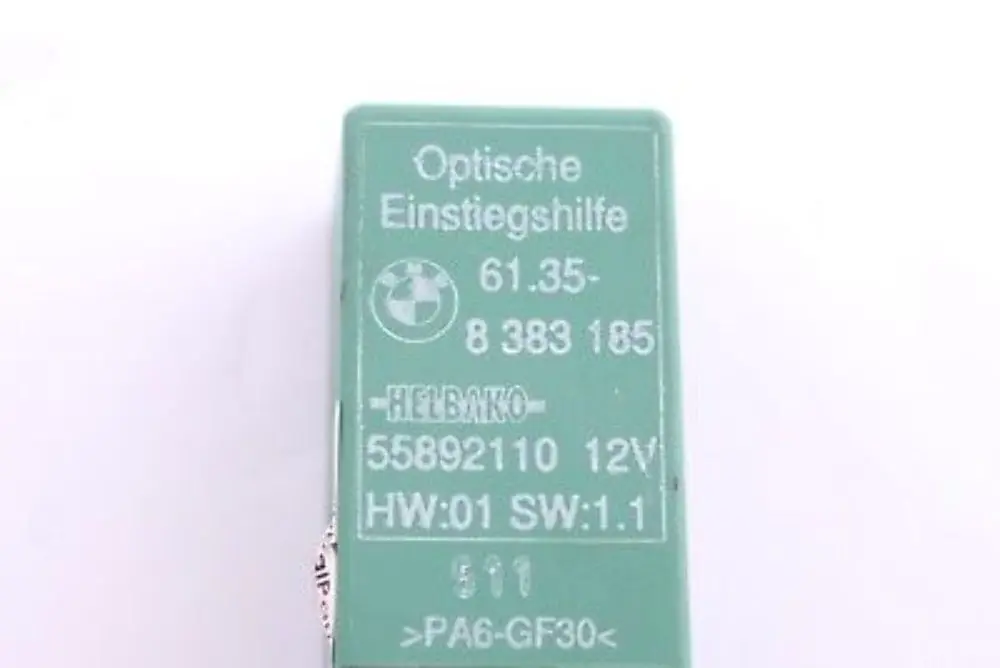 Optische
Einstiegshilfe
61.35-
8 383 185
-HELBAKO-
55892110 12V
HW:01 SW:1.1
511
>PA6-GF30<